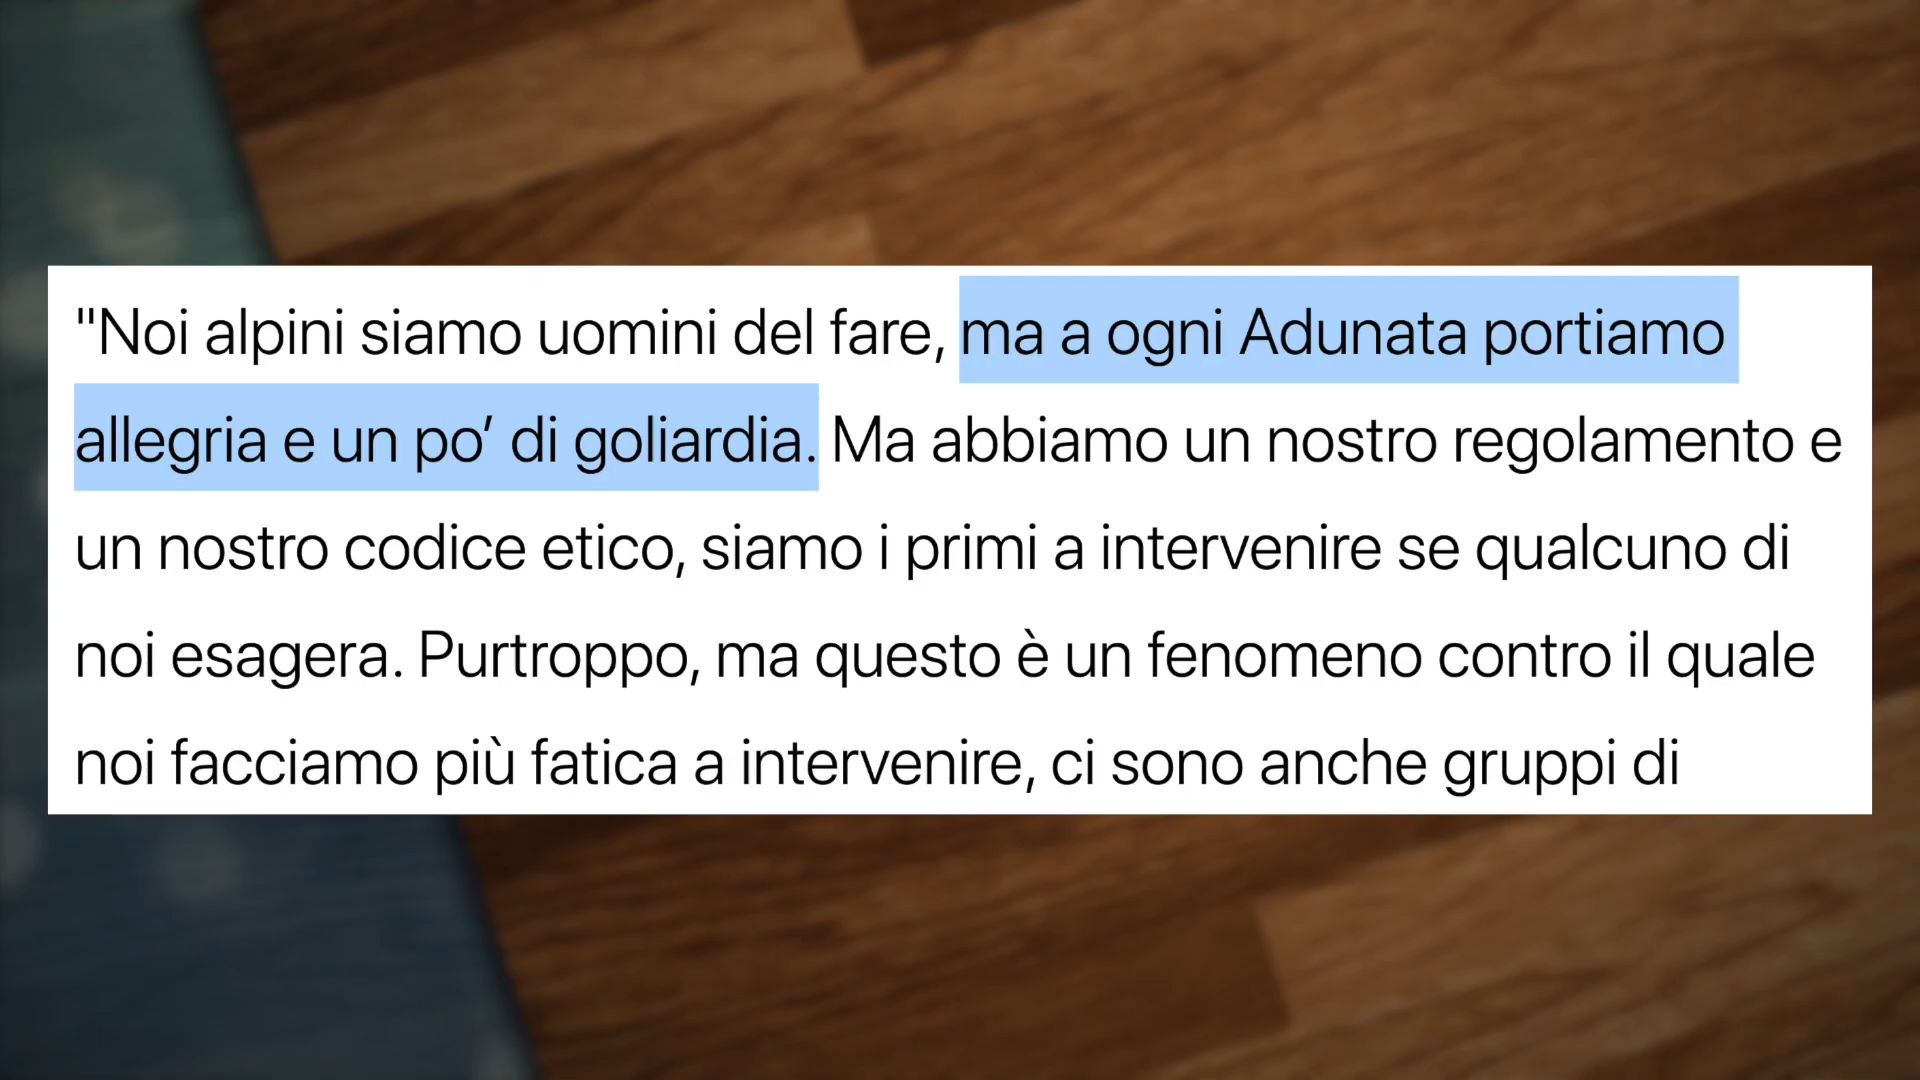 "Noi alpini siamo uomini del fare, ma a ogni Adunata portiamo
allegria e un po’ di goliardia. Ma abbiamo un nostro regolamento e
un nostro codice etico, siamo i primi a intervenire se qualcuno di
noi esagera. Purtroppo, ma questo è un fenomeno contro il quale
noi facciamo più fatica a intervenire, ci sono anche gruppi di